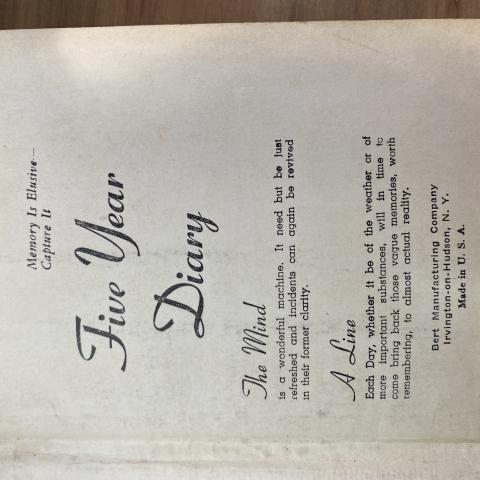 Memory Is Elusive—
Capture It
Five Year
Diary
The Mind
is a wonderful machine. It need but be just
refreshed and incidents can again be revived
in their former clarity.
A Line
Each Day, whether it be of the weather or of
more important substances, will in time to
come bring back those vague memories, worth
remembering, to almost actual reality.
Bert Manufacturing Company
Irvington-on-Hudson, N. Y.
Made in U. S. A.